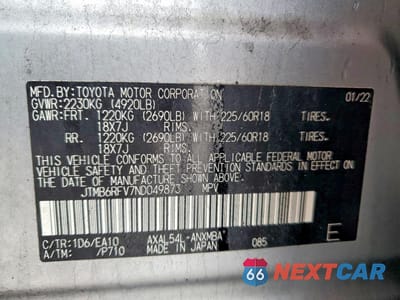 MFD.BY:TOYOTA MOTOR CORPORATION 01/22
GVWR:2230KG (4920LB)
GAWR:FRT. 1220KG (2690LB) WITH 225/60R18 TIRES.
18X7J RIMS.
RR. 1220KG (2690LB) WITH 225/60R18 TIRES.
18X7J RIMS.
THIS VEHICLE CONFORMS TO ALL APPLICABLE FEDERAL MOTOR
VEHICLE SAFETY STANDARDS IN EFFECT ON THE DATE OF
MANUFACTURE SHOWN ABOVE.
JTMB6RFV7ND049873 MPV
E
C/TR:1D6/EA10 AXAL54L-ANXMBA 085
A/TM: /P710 MADE IN JAPAN
66 NEXTCAR